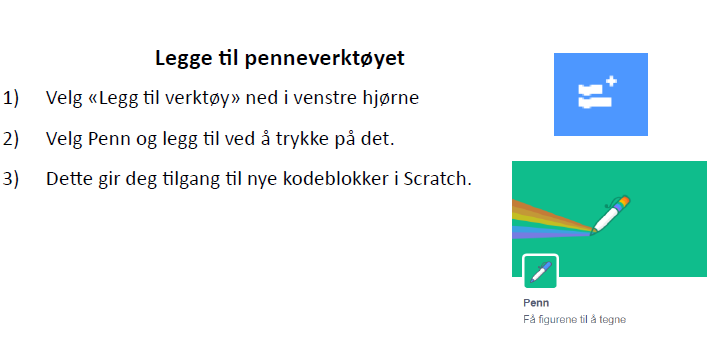 Legge til penneverktøyet
1) Velg «Legg til verktøy» ned i venstre hjørne
2) Velg Penn og legg til ved å trykke på det.
3) Dette gir deg tilgang til nye kodeblokker i Scratch.
Penn
Få figurene til å tegne